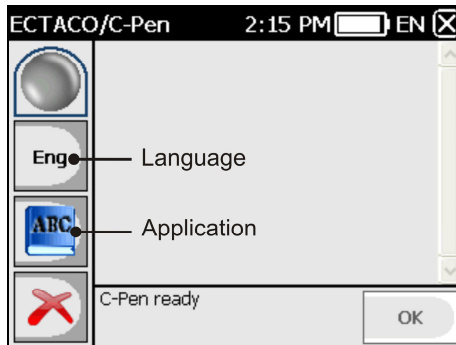 ECTACO/C-Pen 2:15 PM EN
Eng Language
ABC Application
C-Pen ready
OK